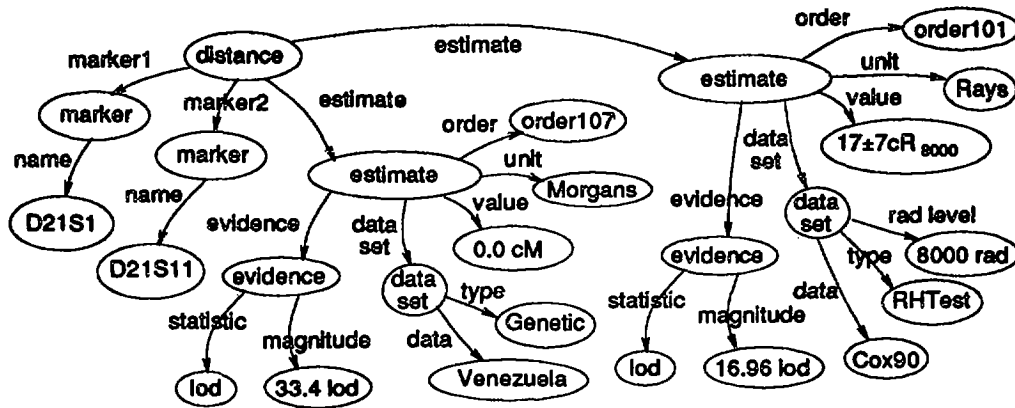 order
order101
estimate
marker1
distance
unit
estimate
Rays
marker
marker2
estimate
value
order
order107
17±7cR 8000
name
marker
data
set
unit
estimate
Morgans
name
value
evidence
data
set
D21S1
evidence
data
set
rad level
0.0 cM
D21S11
evidence
8000 rad
evidence
data
set
type
type
data
RHTest
statistic
statistic
magnitude
Genetic
magnitude
data
lod
33.4 lod
Venezuela
lod
16.96 lod
Cox90